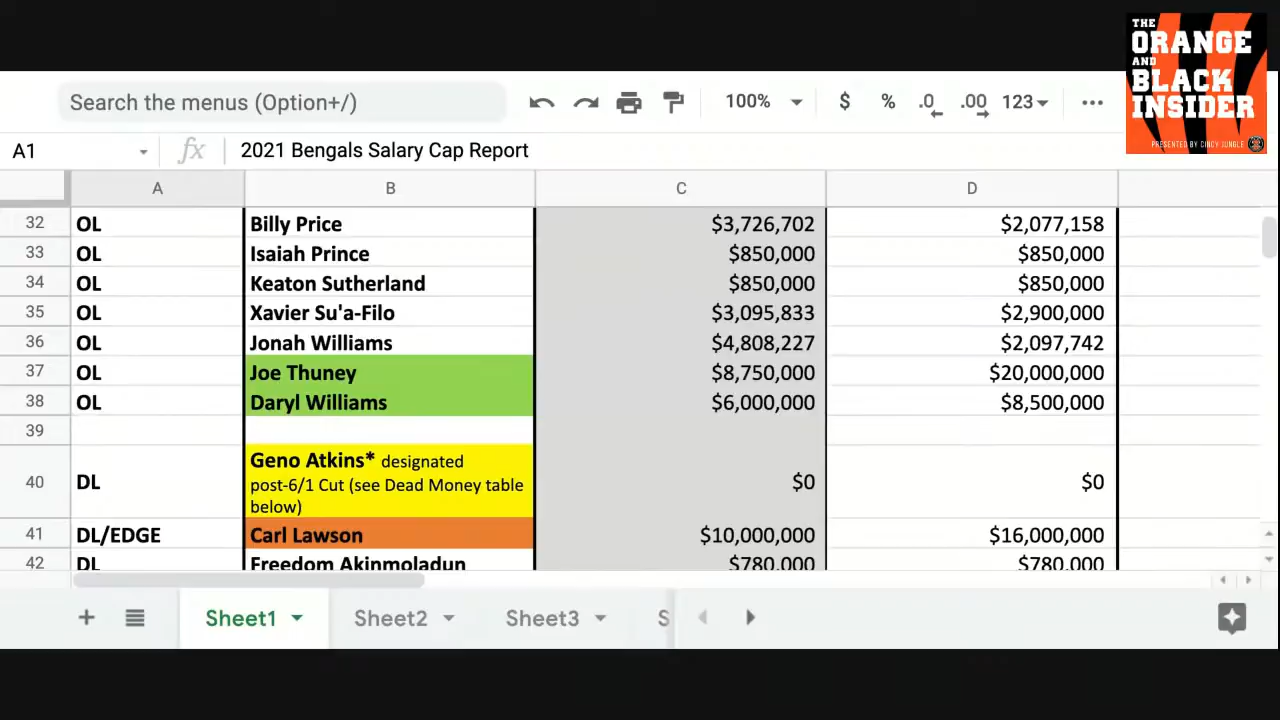 THE
ORANGE
AND
BLACK
INSIDER
PRESENTED BY CINCY JUNGLE
Search the menus (Option+/)
100%
$ % .0 .00 123
A1 fx 2021 Bengals Salary Cap Report
A B C D
32 OL Billy Price $3,726,702 $2,077,158
33 OL Isaiah Prince $850,000 $850,000
34 OL Keaton Sutherland $850,000 $850,000
35 OL Xavier Su'a-Filo $3,095,833 $2,900,000
36 OL Jonah Williams $4,808,227 $2,097,742
37 OL Joe Thuney $8,750,000 $20,000,000
38 OL Daryl Williams $6,000,000 $8,500,000
39
Geno Atkins* designated
40 DL post-6/1 Cut (see Dead Money table $0 $0
below)
41 DL/EDGE Carl Lawson $10,000,000 $16,000,000
42 DL Freedom Akinmoladun $780,000 $780,000
Sheet1 Sheet2 Sheet3 S